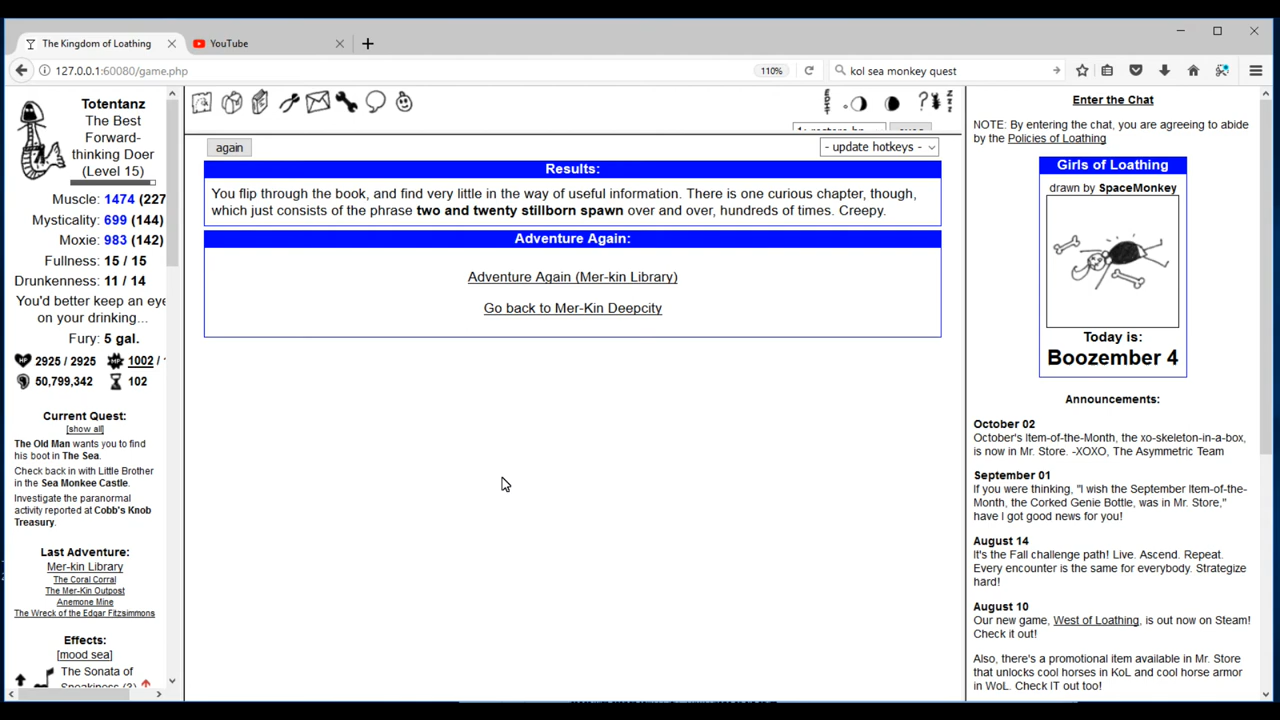 The Kingdom of Loathing
YouTube
127.0.0.1:60080/game.php
110%
kol sea monkey quest
Totentanz
The Best
Forward-
thinking Doer
(Level 15)
Muscle: 1474 (227
Mysticality: 699 (144)
Moxie: 983 (142)
Fullness: 15 / 15
Drunkenness: 11 / 14
You'd better keep an eye
on your drinking...
Fury: 5 gal.
2925 / 2925 1002 /
50,799,342 102
Current Quest:
[show all]
The Old Man wants you to find
his boot in The Sea.
Check back in with Little Brother
in the Sea Monkee Castle.
Investigate the paranormal
activity reported at Cobb's Knob
Treasury.
Last Adventure:
Mer-kin Library
The Coral Corral
The Mer-Kin Outpost
Anemone Mine
The Wreck of the Edgar Fitzsimmons
Effects:
[mood sea]
The Sonata of
again
- update hotkeys -
Results:
You flip through the book, and find very little in the way of useful information. There is one curious chapter, though,
which just consists of the phrase two and twenty stillborn spawn over and over, hundreds of times. Creepy.
Adventure Again:
Adventure Again (Mer-kin Library)
Go back to Mer-Kin Deepcity
Enter the Chat
NOTE: By entering the chat, you are agreeing to abide
by the Policies of Loathing
Girls of Loathing
drawn by SpaceMonkey
Today is:
Boozember 4
Announcements:
October 02
October's Item-of-the-Month, the xo-skeleton-in-a-box,
is now in Mr. Store. -XOXO, The Asymmetric Team
September 01
If you were thinking, "I wish the September Item-of-the-
Month, the Corked Genie Bottle, was in Mr. Store,"
have I got good news for you!
August 14
It's the Fall challenge path! Live. Ascend. Repeat.
Every encounter is the same for everybody. Strategize
hard!
August 10
Our new game, West of Loathing, is out now on Steam!
Check it out!
Also, there's a promotional item available in Mr. Store
that unlocks cool horses in KoL and cool horse armor
in WoL. Check IT out too!